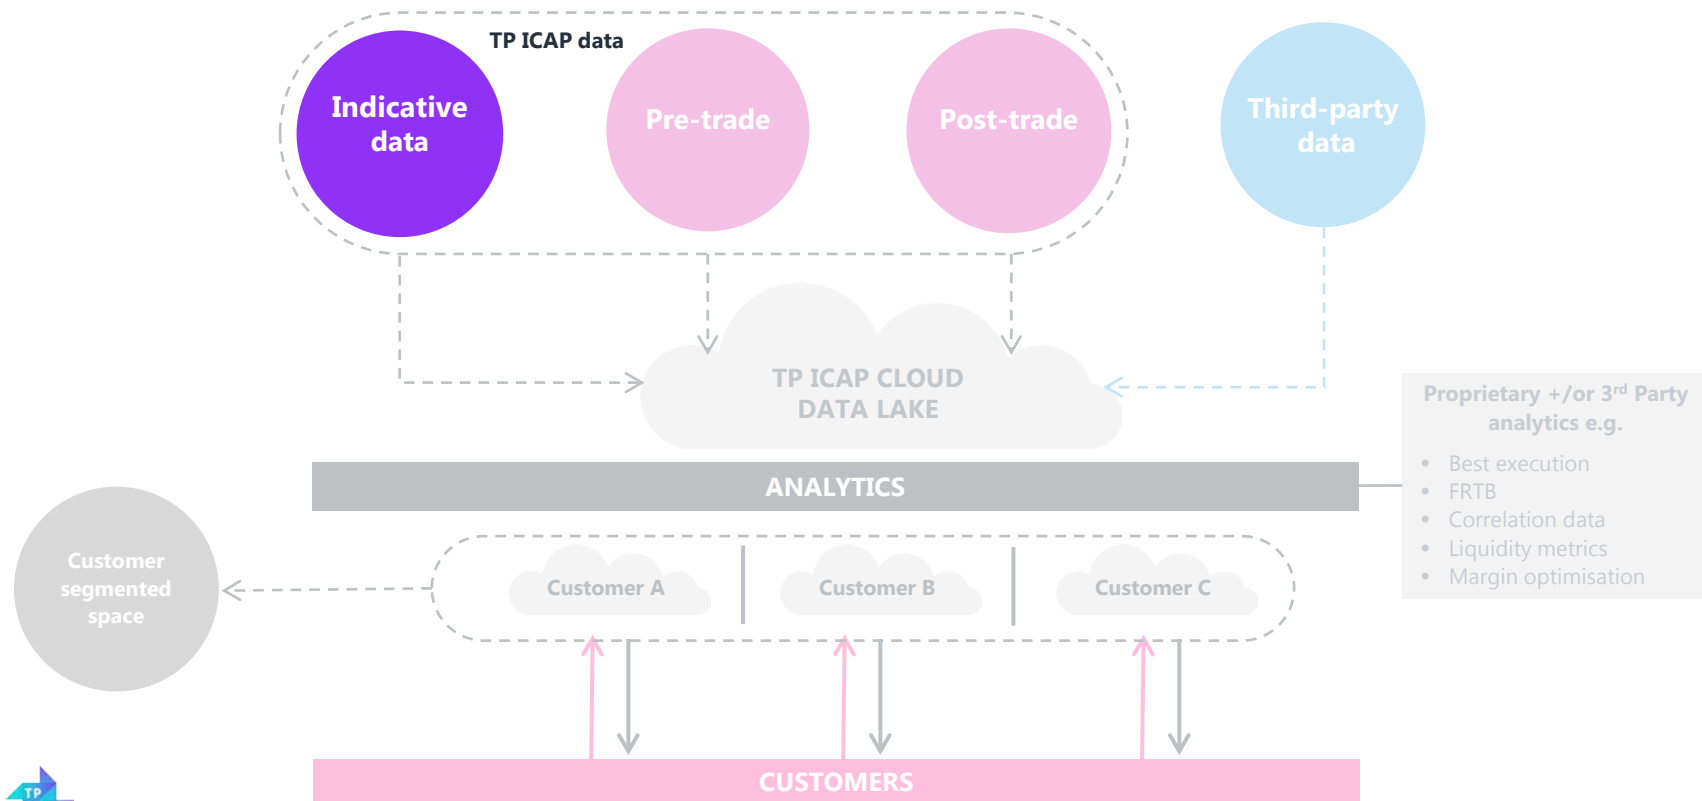 TP ICAP data
Indicative
data
Pre-trade
Post-trade
Third-party
data
TP ICAP CLOUD
DATA LAKE
Proprietary +/or 3rd Party
analytics e.g.
• Best execution
• FRTB
• Correlation data
• Liquidity metrics
• Margin optimisation
ANALYTICS
Customer
segmented
space
Customer A
Customer B
Customer C
CUSTOMERS
TP